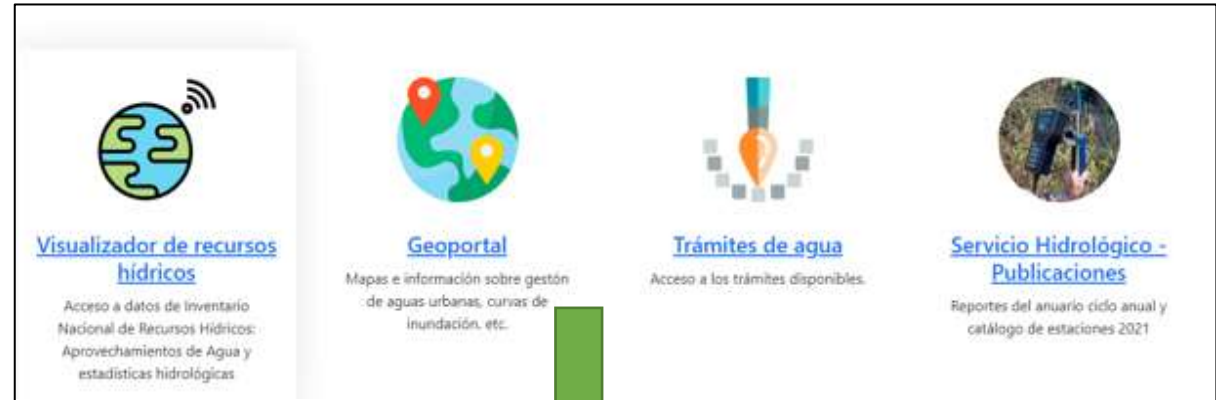 Visualizador de recursos
hídricos
Acceso a datos de Inventario
Nacional de Recursos Hídricos:
Aprovechamientos de Agua y
estadísticas hidrológicas
Geoportal
Mapas e información sobre gestión
de aguas urbanas, curvas de
inundación, etc.
Trámites de agua
Acceso a los trámites disponibles.
Servicio Hidrológico -
Publicaciones
Reportes del anuario ciclo anual y
catálogo de estaciones 2021